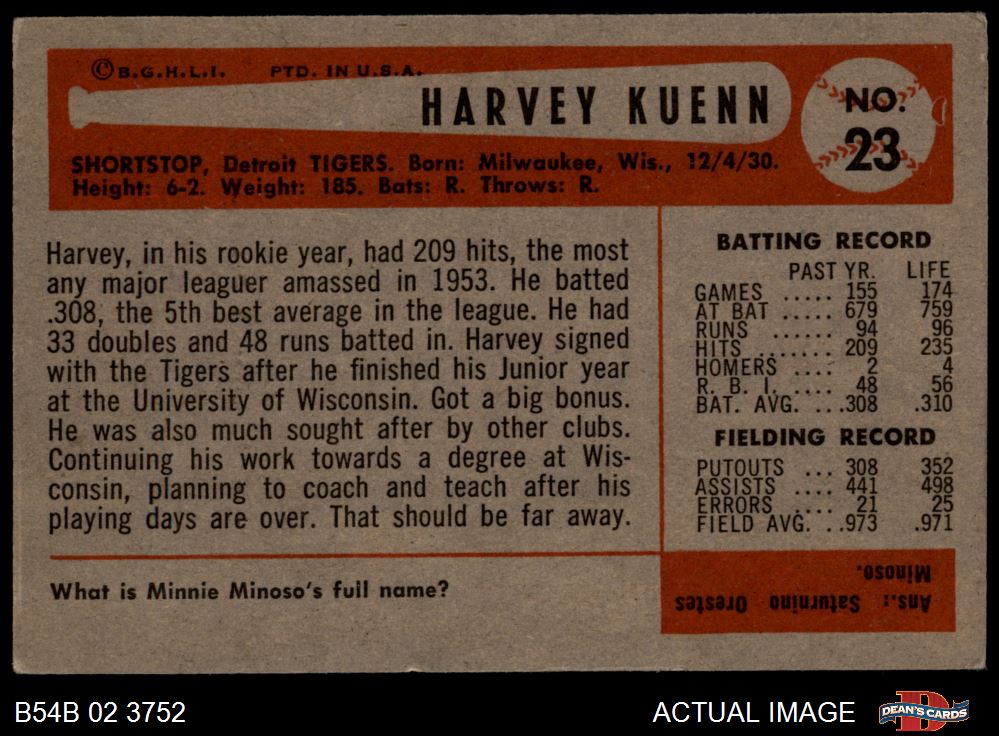 © B.G.H.L.I. PTD. IN U.S.A.
HARVEY KUENN
NO.
23
SHORTSTOP, Detroit TIGERS. Born: Milwaukee, Wis., 12/4/30.
Height: 6-2. Weight: 185. Bats: R. Throws: R.
Harvey, in his rookie year, had 209 hits, the most
any major leaguer amassed in 1953. He batted
.308, the 5th best average in the league. He had
33 doubles and 48 runs batted in. Harvey signed
with the Tigers after he finished his Junior year
at the University of Wisconsin. Got a big bonus.
He was also much sought after by other clubs.
Continuing his work towards a degree at Wis-
consin, planning to coach and teach after his
playing days are over. That should be far away.
BATTING RECORD
PAST YR. LIFE
GAMES ..... 155 174
AT BAT ..... 679 759
RUNS ..... 94 96
HITS ....... 209 235
HOMERS .... 2 4
R. B. I. .... 48 56
BAT. AVG. ...308 .310
FIELDING RECORD
PUTOUTS ... 308 352
ASSISTS .... 441 498
ERRORS .... 21 25
FIELD AVG. ..973 .971
What is Minnie Minoso's full name?
Ans.: Saturnino Orestes
Minoso.
B54B 02 3752
ACTUAL IMAGE
D
DEAN'S CARDS